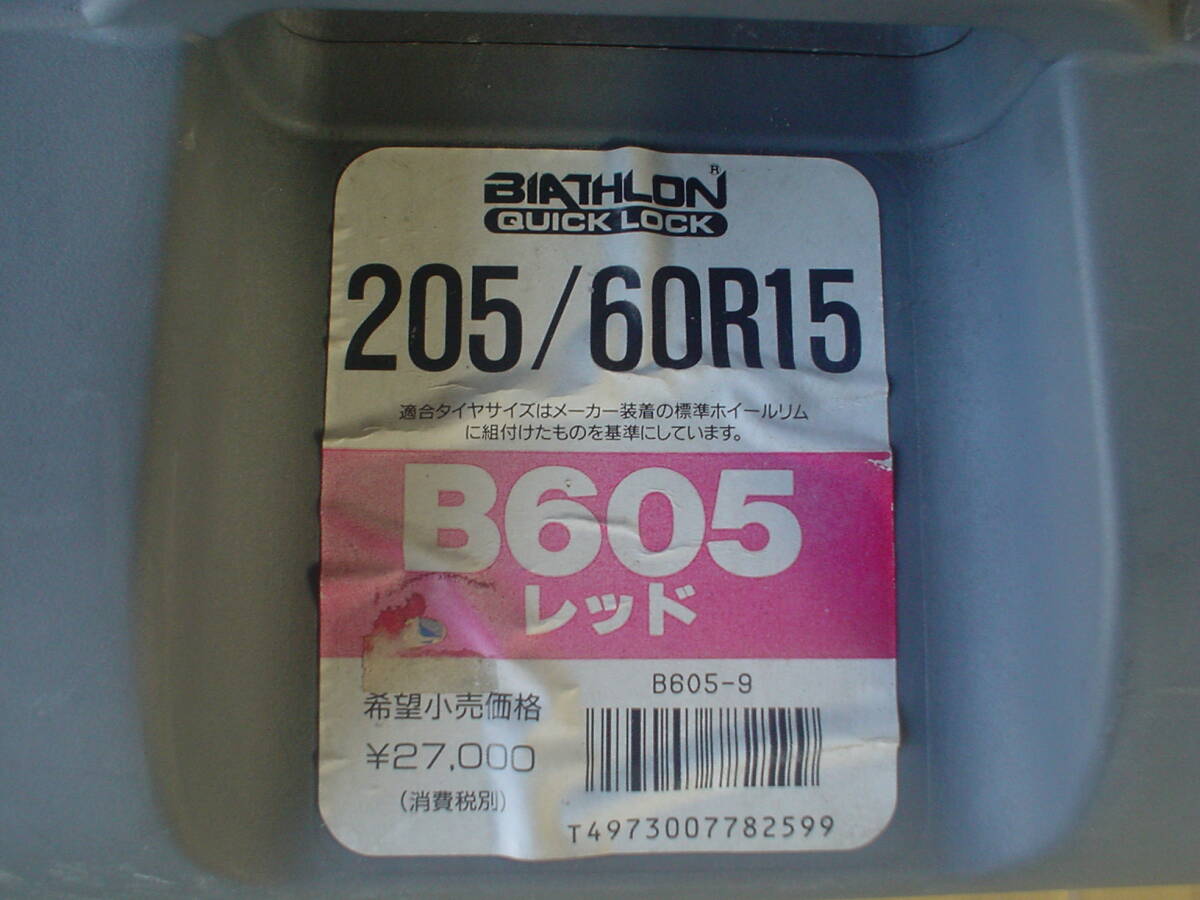 BIATHLON®
QUICK LOCK
205/60R15
適合タイヤサイズはメーカー装着の標準ホイールリム
に組付けたものを基準にしています。
B605
レッド
B605-9
希望小売価格
¥27,000
(消費税別)
T4973007782599